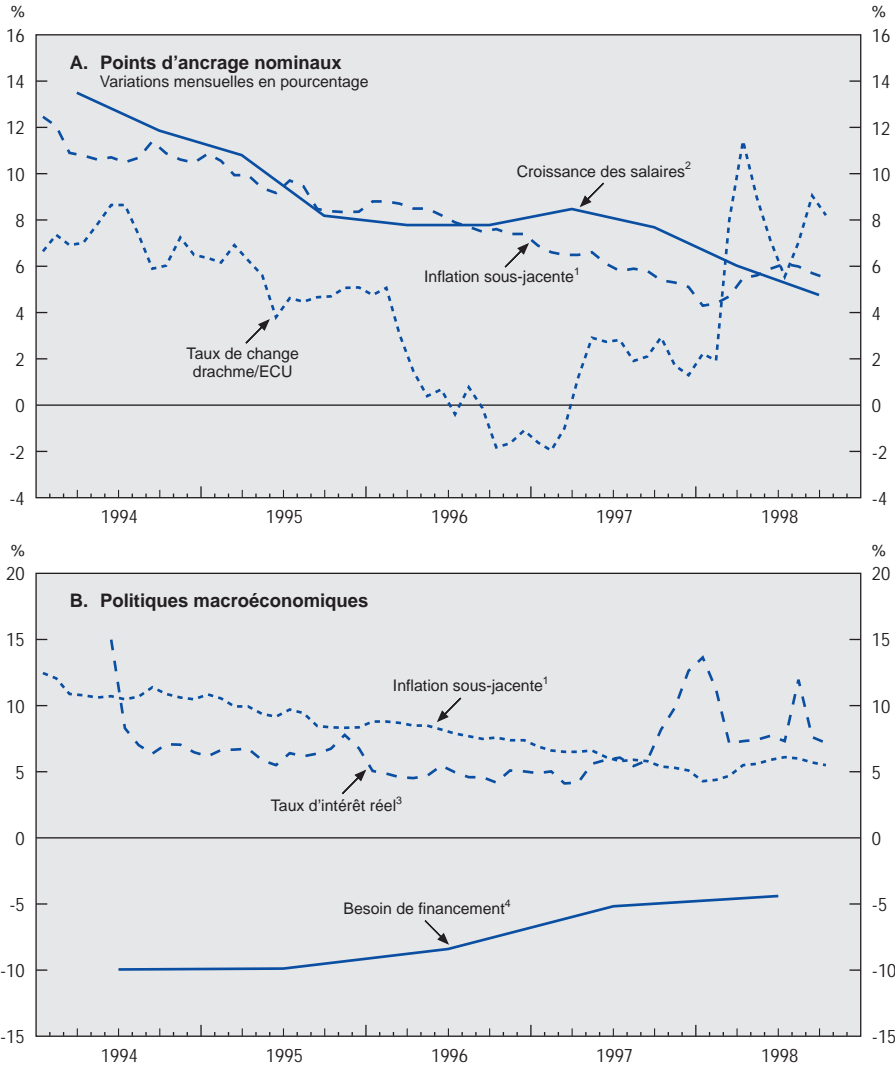 % %
16 16
A. Points d'ancrage nominaux
Variations mensuelles en pourcentage
14 14
12 12
Croissance des salaires2
10 10
8 8
Inflation sous-jacente1
6 6
4 4
Taux de change
drachme/ECU
2 2
0 0
-2 -2
-4 -4
1994 1995 1996 1997 1998
% %
20 20
B. Politiques macroéconomiques
15 15
Inflation sous-jacente1
10 10
5 5
Taux d'intérêt réel3
0 0
-5 -5
Besoin de financement4
-10 -10
-15 -15
1994 1995 1996 1997 1998